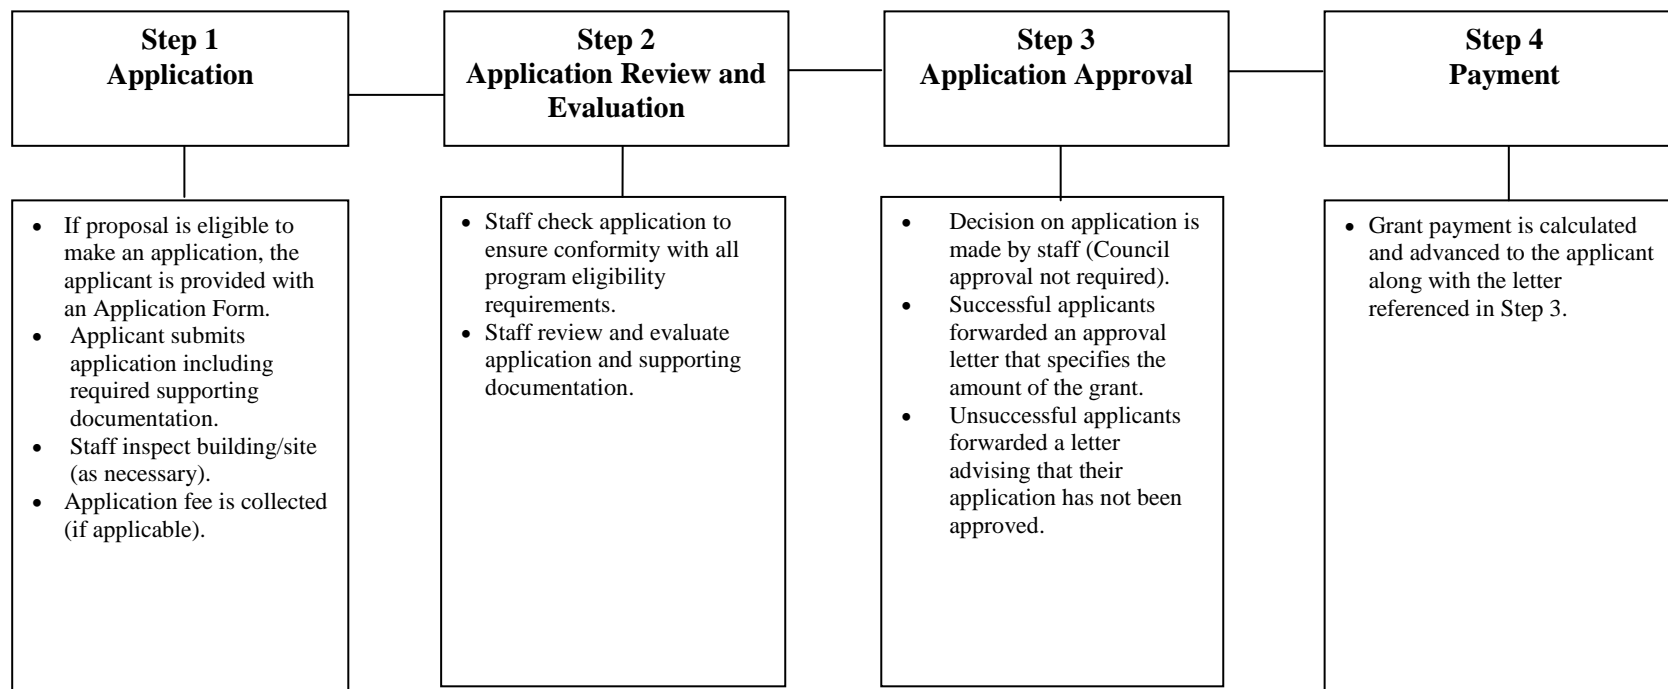 Step 1
Application
Step 2
Application Review and
Evaluation
Step 3
Application Approval
Step 4
Payment
• If proposal is eligible to
make an application, the
applicant is provided with
an Application Form.
• Applicant submits
application including
required supporting
documentation.
• Staff inspect building/site
(as necessary).
• Application fee is collected
(if applicable).
• Staff check application to
ensure conformity with all
program eligibility
requirements.
• Staff review and evaluate
application and supporting
documentation.
• Decision on application is
made by staff (Council
approval not required).
• Successful applicants
forwarded an approval
letter that specifies the
amount of the grant.
• Unsuccessful applicants
forwarded a letter
advising that their
application has not been
approved.
• Grant payment is calculated
and advanced to the applicant
along with the letter
referenced in Step 3.